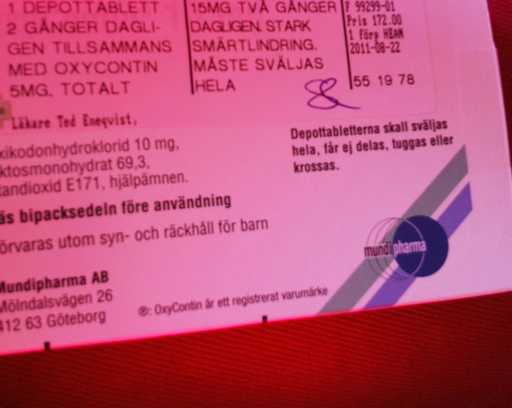 1 DEPOTTABLETT
2 GÅNGER DAGLI-
GEN TILLSAMMANS
MED OXYCONTIN
5MG, TOTALT
15MG TVÅ GÅNGER
DAGLIGEN. STARK
SMÄRTLINDRING.
MÅSTE SVÄLJAS
HELA
F 99299-01
Pris 172.00
1 förp HEMM
2011-08-22
55 19 78
Läkare Ted Eneqvist,
xikodonhydroklorid 10 mg,
ktosmonohydrat 69,3,
tandioxid E171, hjälpämnen.
äs bipacksedeln före användning
örvaras utom syn- och räckhåll för barn
Depottabletterna skall sväljas
hela, får ej delas, tuggas eller
krossas.
Mundipharma AB
Mölndalsvägen 26
412 63 Göteborg
®: OxyContin är ett registrerat varumärke
mundipharma